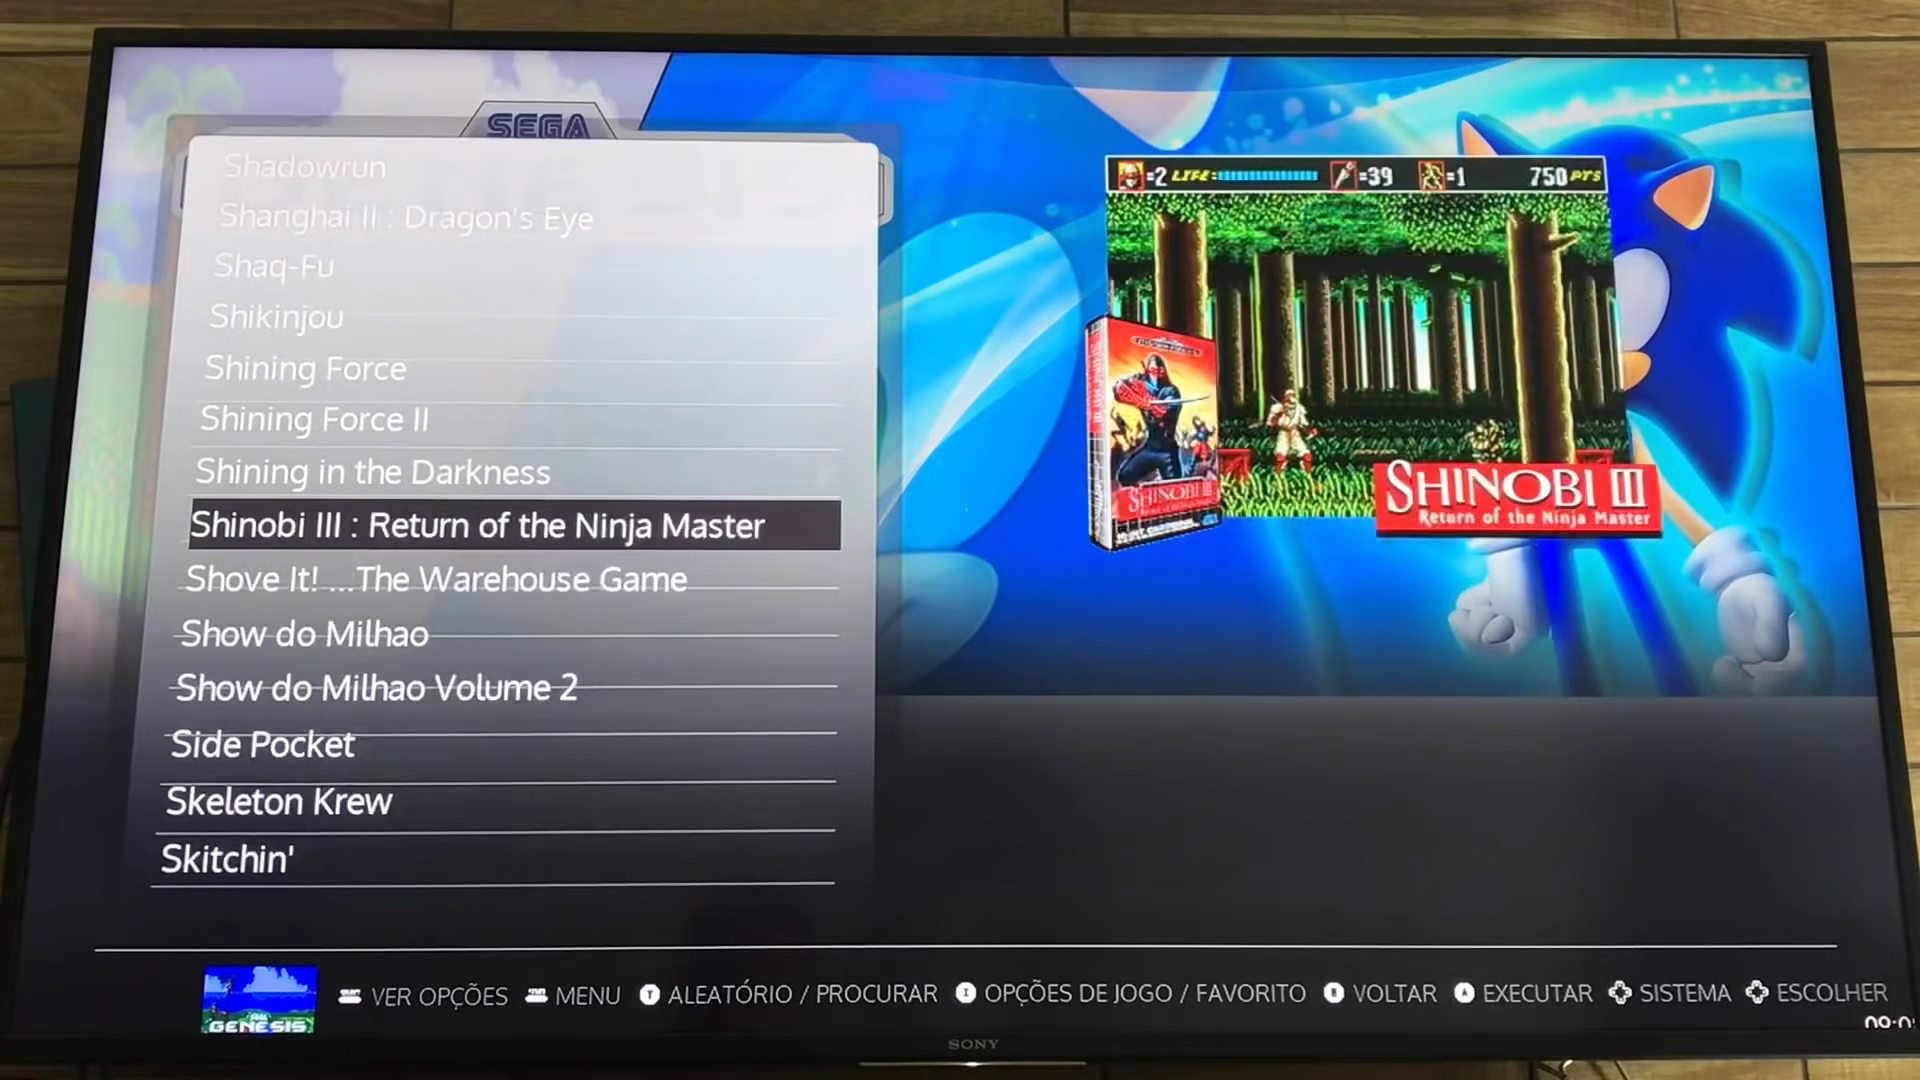 SEGA
Shadowrun
Shanghai II : Dragon's Eye
Shaq-Fu
Shikinjou
Shining Force
Shining Force II
Shining in the Darkness
Shinobi III : Return of the Ninja Master
Shove It! ...The Warehouse Game
Show do Milhao
Show do Milhao Volume 2
Side Pocket
Skeleton Krew
Skitchin'
=2 LIFE: =39 =1 750 PTS
SHINOBI III
SHINOBI III
Return of the Ninja Master
GENESIS
VER OPÇÕES MENU Y ALEATÓRIO / PROCURAR X OPÇÕES DE JOGO / FAVORITO B VOLTAR A EXECUTAR SISTEMA ESCOLHER
SONY